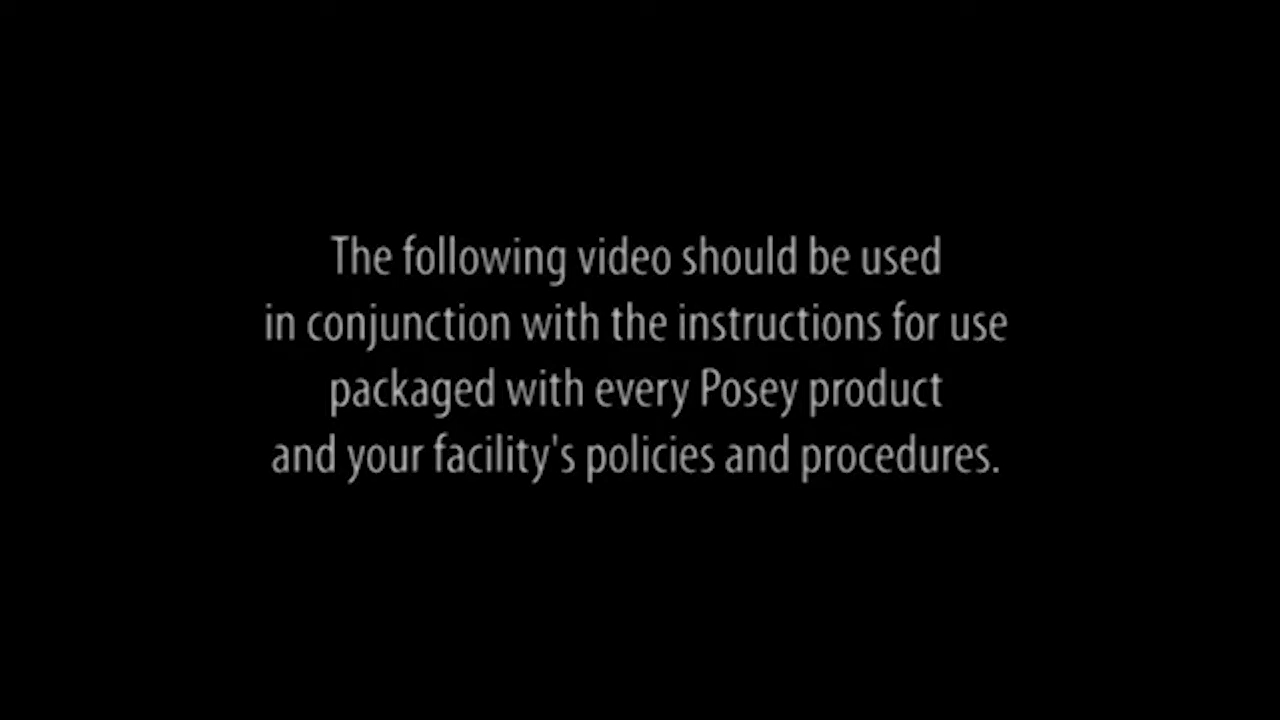 The following video should be used
in conjunction with the instructions for use
packaged with every Posey product
and your facility's policies and procedures.